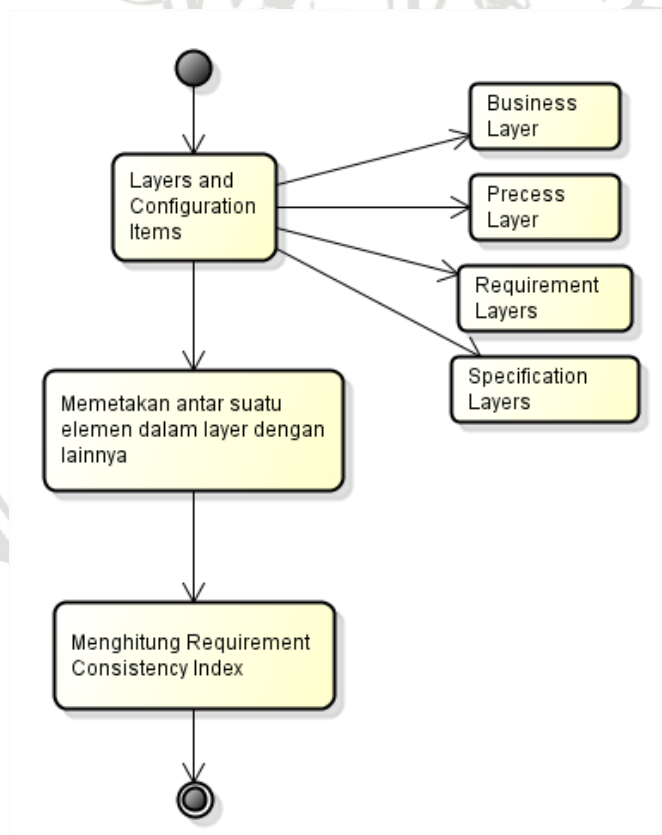 Business
Layer
Layers and
Configuration
Items
Precess
Layer
Requirement
Layers
Specification
Layers
Memetakan antar suatu
elemen dalam layer dengan
lainnya
Menghitung Requirement
Consistency Index